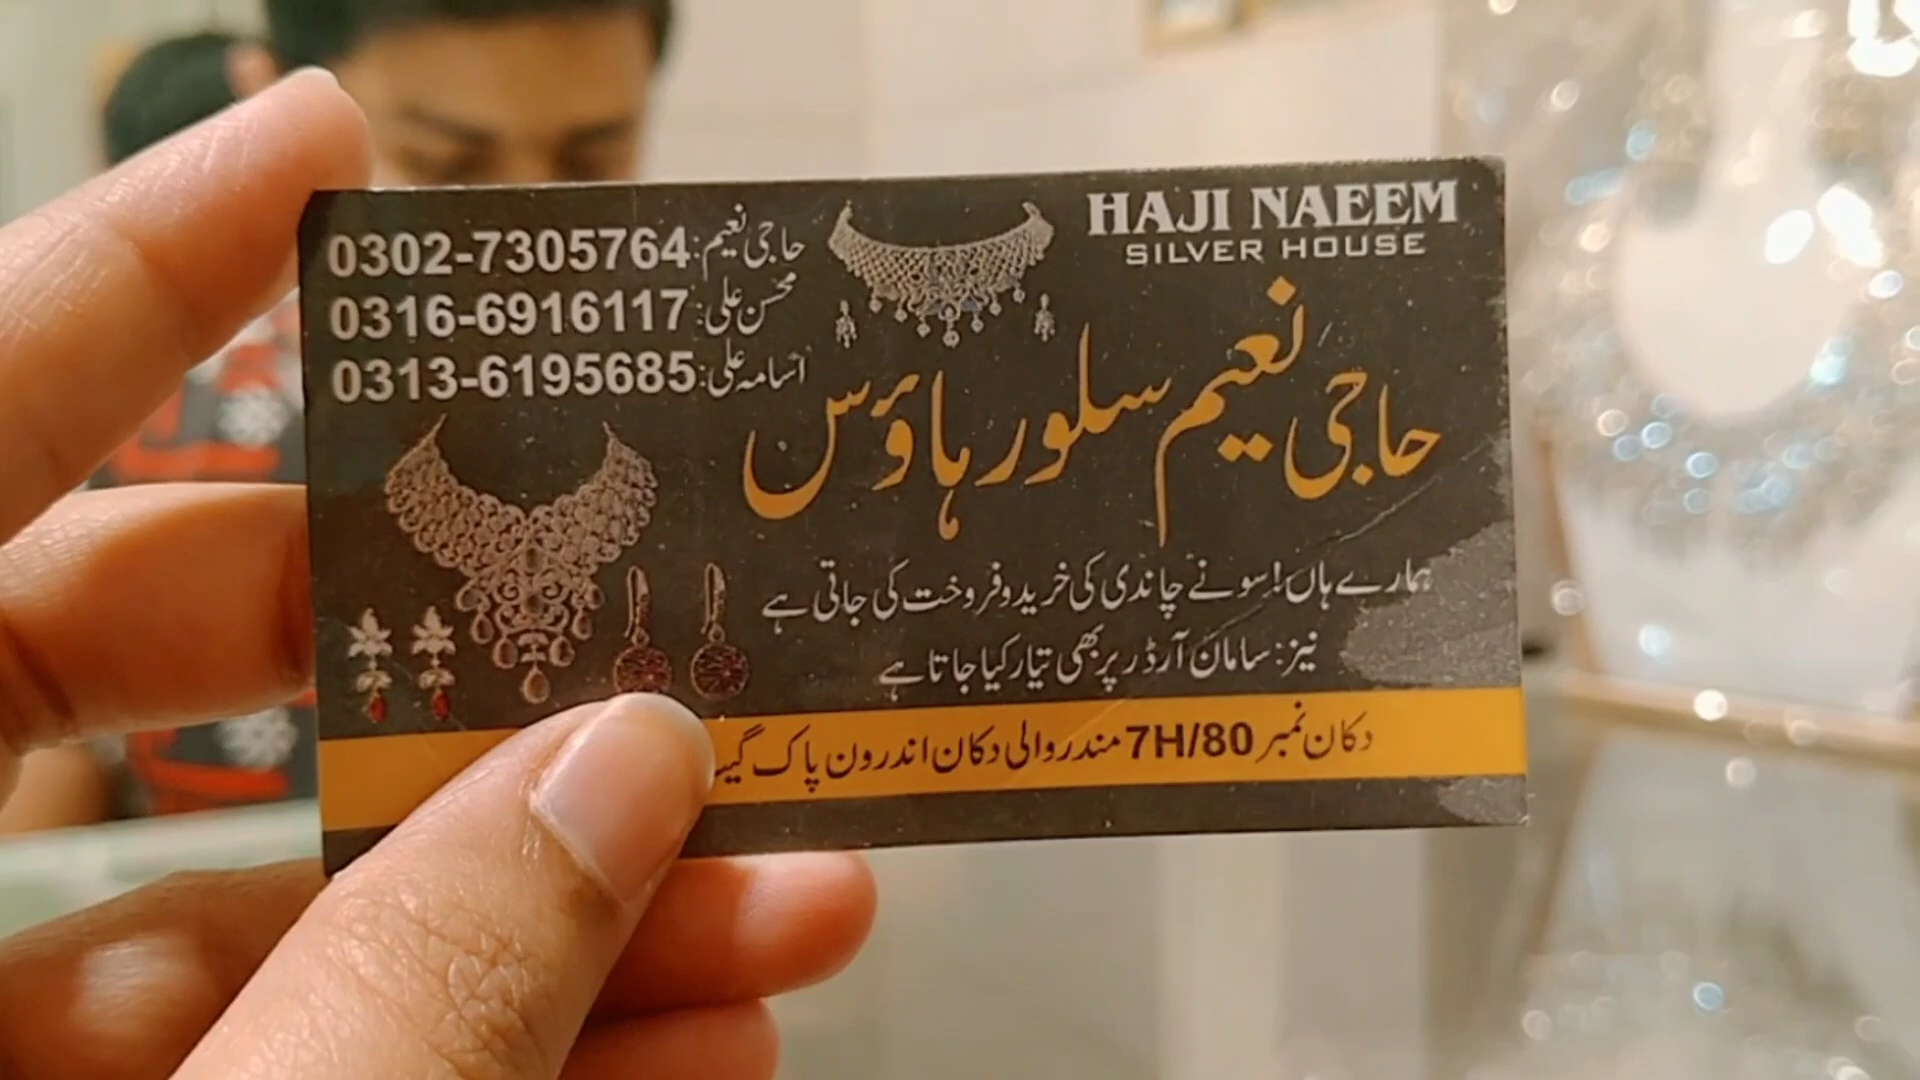 HAJI NAEEM
SILVER HOUSE
حاجی نعیم: 0302-7305764
محسن علی: 0316-6916117
اسامہ علی: 0313-6195685
حاجی نعیم سلور ہاؤس
ہمارے ہاں! سونے چاندی کی خرید و فروخت کی جاتی ہے
نیز: سامان آرڈر پر بھی تیار کیا جاتا ہے
دکان نمبر 7H/80 مندر والی دکان اندرون پاک